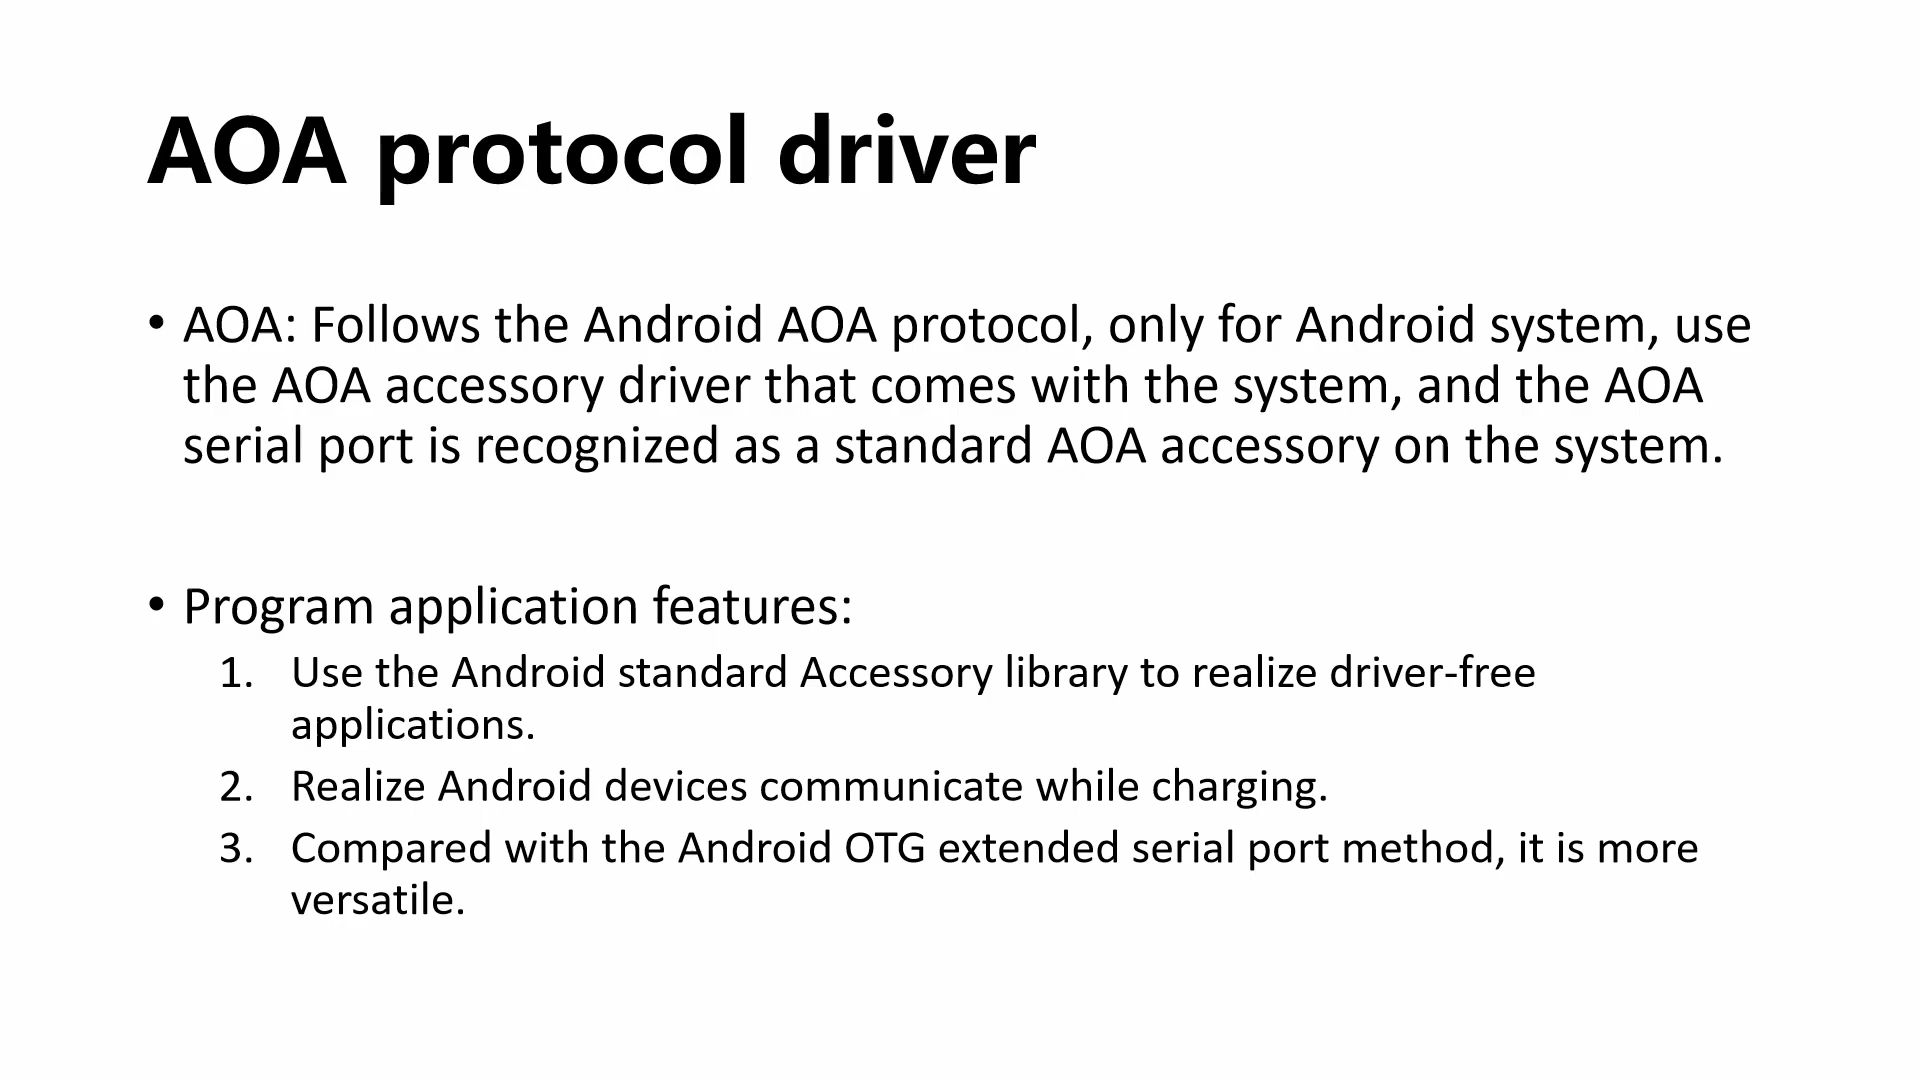 AOA protocol driver
• AOA: Follows the Android AOA protocol, only for Android system, use
the AOA accessory driver that comes with the system, and the AOA
serial port is recognized as a standard AOA accessory on the system.
• Program application features:
1. Use the Android standard Accessory library to realize driver-free
applications.
2. Realize Android devices communicate while charging.
3. Compared with the Android OTG extended serial port method, it is more
versatile.